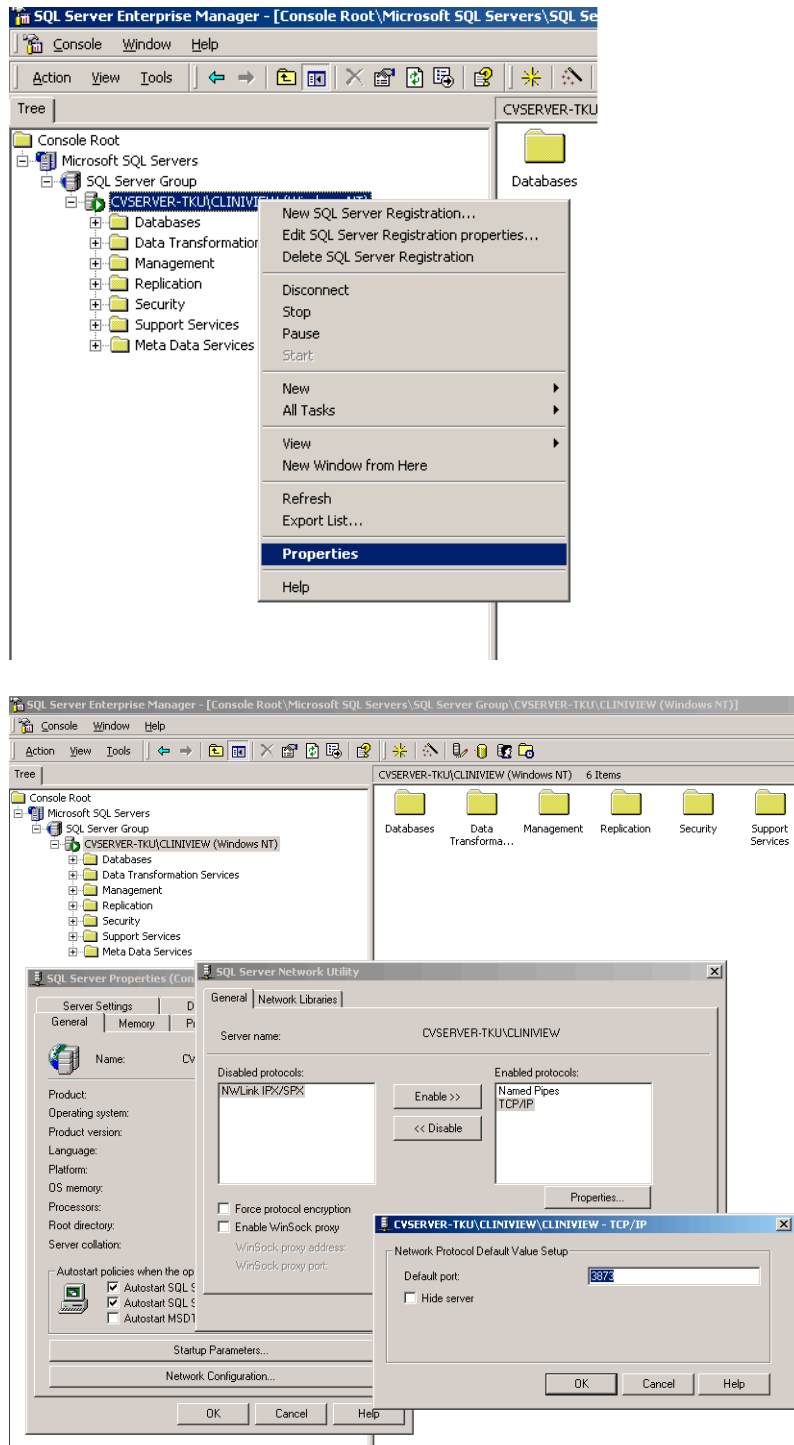 SQL Server Enterprise Manager - [Console Root\Microsoft SQL Servers\SQL Se
Console Window Help
Action View Tools
Tree
CVSERVER-TKU
Console Root
Microsoft SQL Servers
SQL Server Group
CVSERVER-TKU\CLINIVIEW (Windows NT)
Databases
Data Transformation
Management
Replication
Security
Support Services
Meta Data Services
Databases
New SQL Server Registration...
Edit SQL Server Registration properties...
Delete SQL Server Registration
Disconnect
Stop
Pause
Start
New
All Tasks
View
New Window from Here
Refresh
Export List...
Properties
Help
SQL Server Enterprise Manager - [Console Root\Microsoft SQL Servers\SQL Server Group\CVSERVER-TKU\CLINIVIEW (Windows NT)]
Console Window Help
Action View Tools
Tree
CVSERVER-TKU\CLINIVIEW (Windows NT) 6 Items
Console Root
Microsoft SQL Servers
SQL Server Group
CVSERVER-TKU\CLINIVIEW (Windows NT)
Databases
Data Transformation Services
Management
Replication
Security
Support Services
Meta Data Services
Databases
Data Transforma...
Management
Replication
Security
Support Services
SQL Server Properties (Con
Server Settings D
General Memory P
Name: CV
Product:
Operating system:
Product version:
Language:
Platform:
OS memory:
Processors:
Root directory:
Server collation:
Autostart policies when the op
Autostart SQL S
Autostart SQL S
Autostart MSDT
Startup Parameters...
Network Configuration...
OK Cancel Help
SQL Server Network Utility
General Network Libraries
Server name: CVSERVER-TKU\CLINIVIEW
Disabled protocols:
NWLink IPX/SPX
Enable >>
<< Disable
Enabled protocols:
Named Pipes
TCP/IP
Properties...
Force protocol encryption
Enable WinSock proxy
WinSock proxy address:
WinSock proxy port:
CVSERVER-TKU\CLINIVIEW\CLINIVIEW - TCP/IP
Network Protocol Default Value Setup
Default port: 3873
Hide server
OK Cancel Help